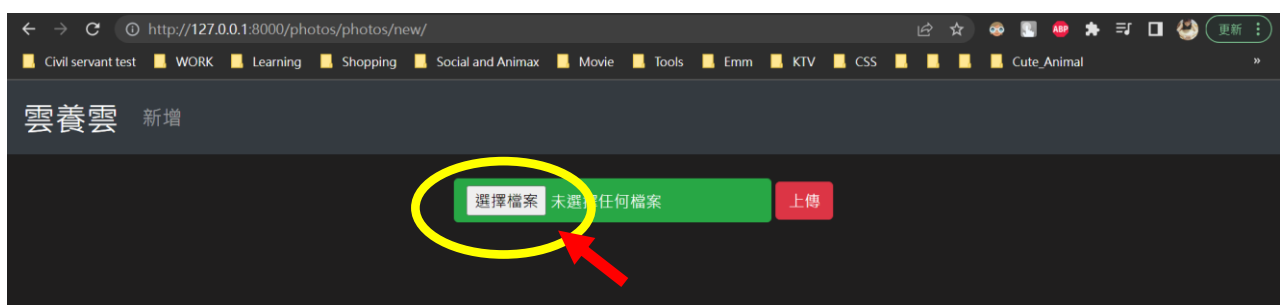 http://127.0.0.1:8000/photos/photos/new/ ABP 更新
Civil servant test WORK Learning Shopping Social and Animax Movie Tools Emm KTV CSS Cute_Animal »
雲養雲 新增
選擇檔案 未選擇任何檔案 上傳